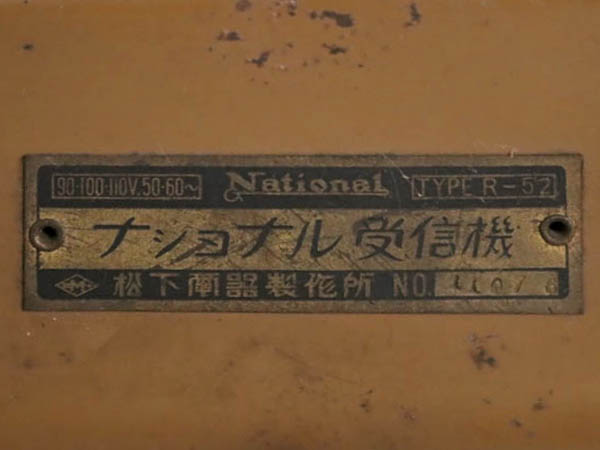 90-100-110V.50-60～ National TYPE R-52
ナショナル受信機
松下電器製作所 NO.